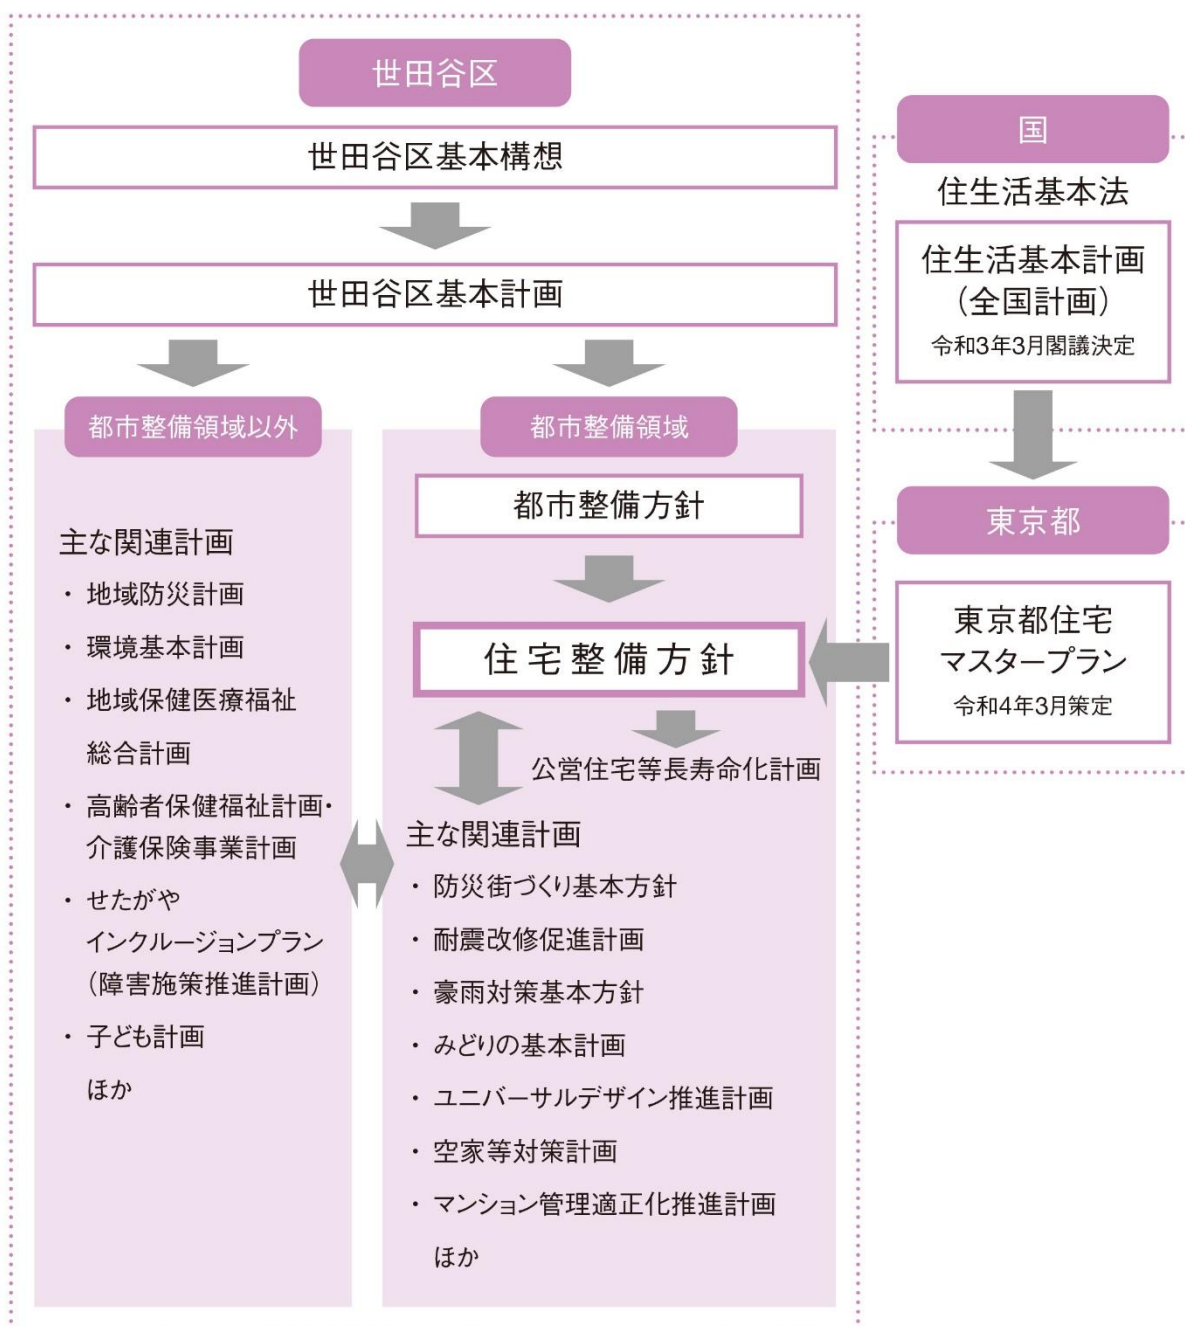 世田谷区
世田谷区基本構想
世田谷区基本計画
都市整備領域以外
主な関連計画
・ 地域防災計画
・ 環境基本計画
・ 地域保健医療福祉
総合計画
・ 高齢者保健福祉計画・
介護保険事業計画
・ せたがや
インクルージョンプラン
（障害施策推進計画）
・ 子ども計画
ほか
都市整備領域
都市整備方針
住宅整備方針
公営住宅等長寿命化計画
主な関連計画
・ 防災街づくり基本方針
・ 耐震改修促進計画
・ 豪雨対策基本方針
・ みどりの基本計画
・ ユニバーサルデザイン推進計画
・ 空家等対策計画
・ マンション管理適正化推進計画
ほか
国
住生活基本法
住生活基本計画
（全国計画）
令和3年3月閣議決定
東京都
東京都住宅
マスタープラン
令和4年3月策定